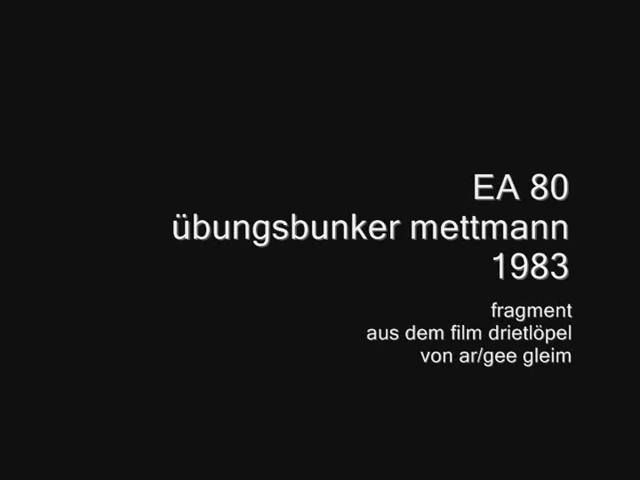 EA 80
übungsbunker mettmann
1983
fragment
aus dem film drietlöpel
von ar/gee gleim